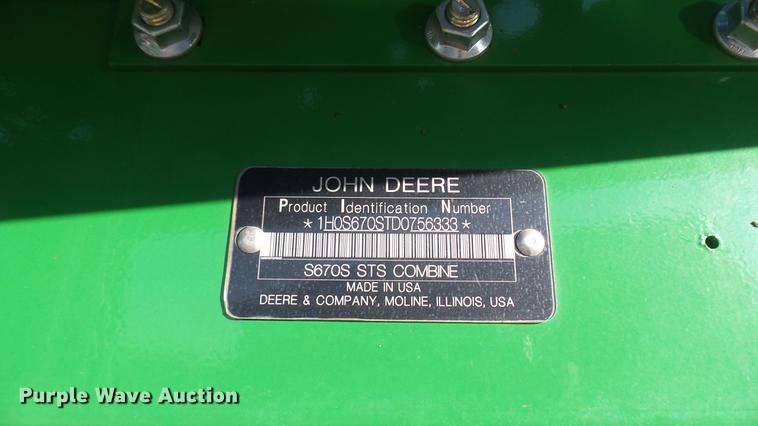 JOHN DEERE
Product Identification Number
*1H0S670STD0756333*
S670S STS COMBINE
MADE IN USA
DEERE & COMPANY, MOLINE, ILLINOIS, USA
Purple Wave Auction